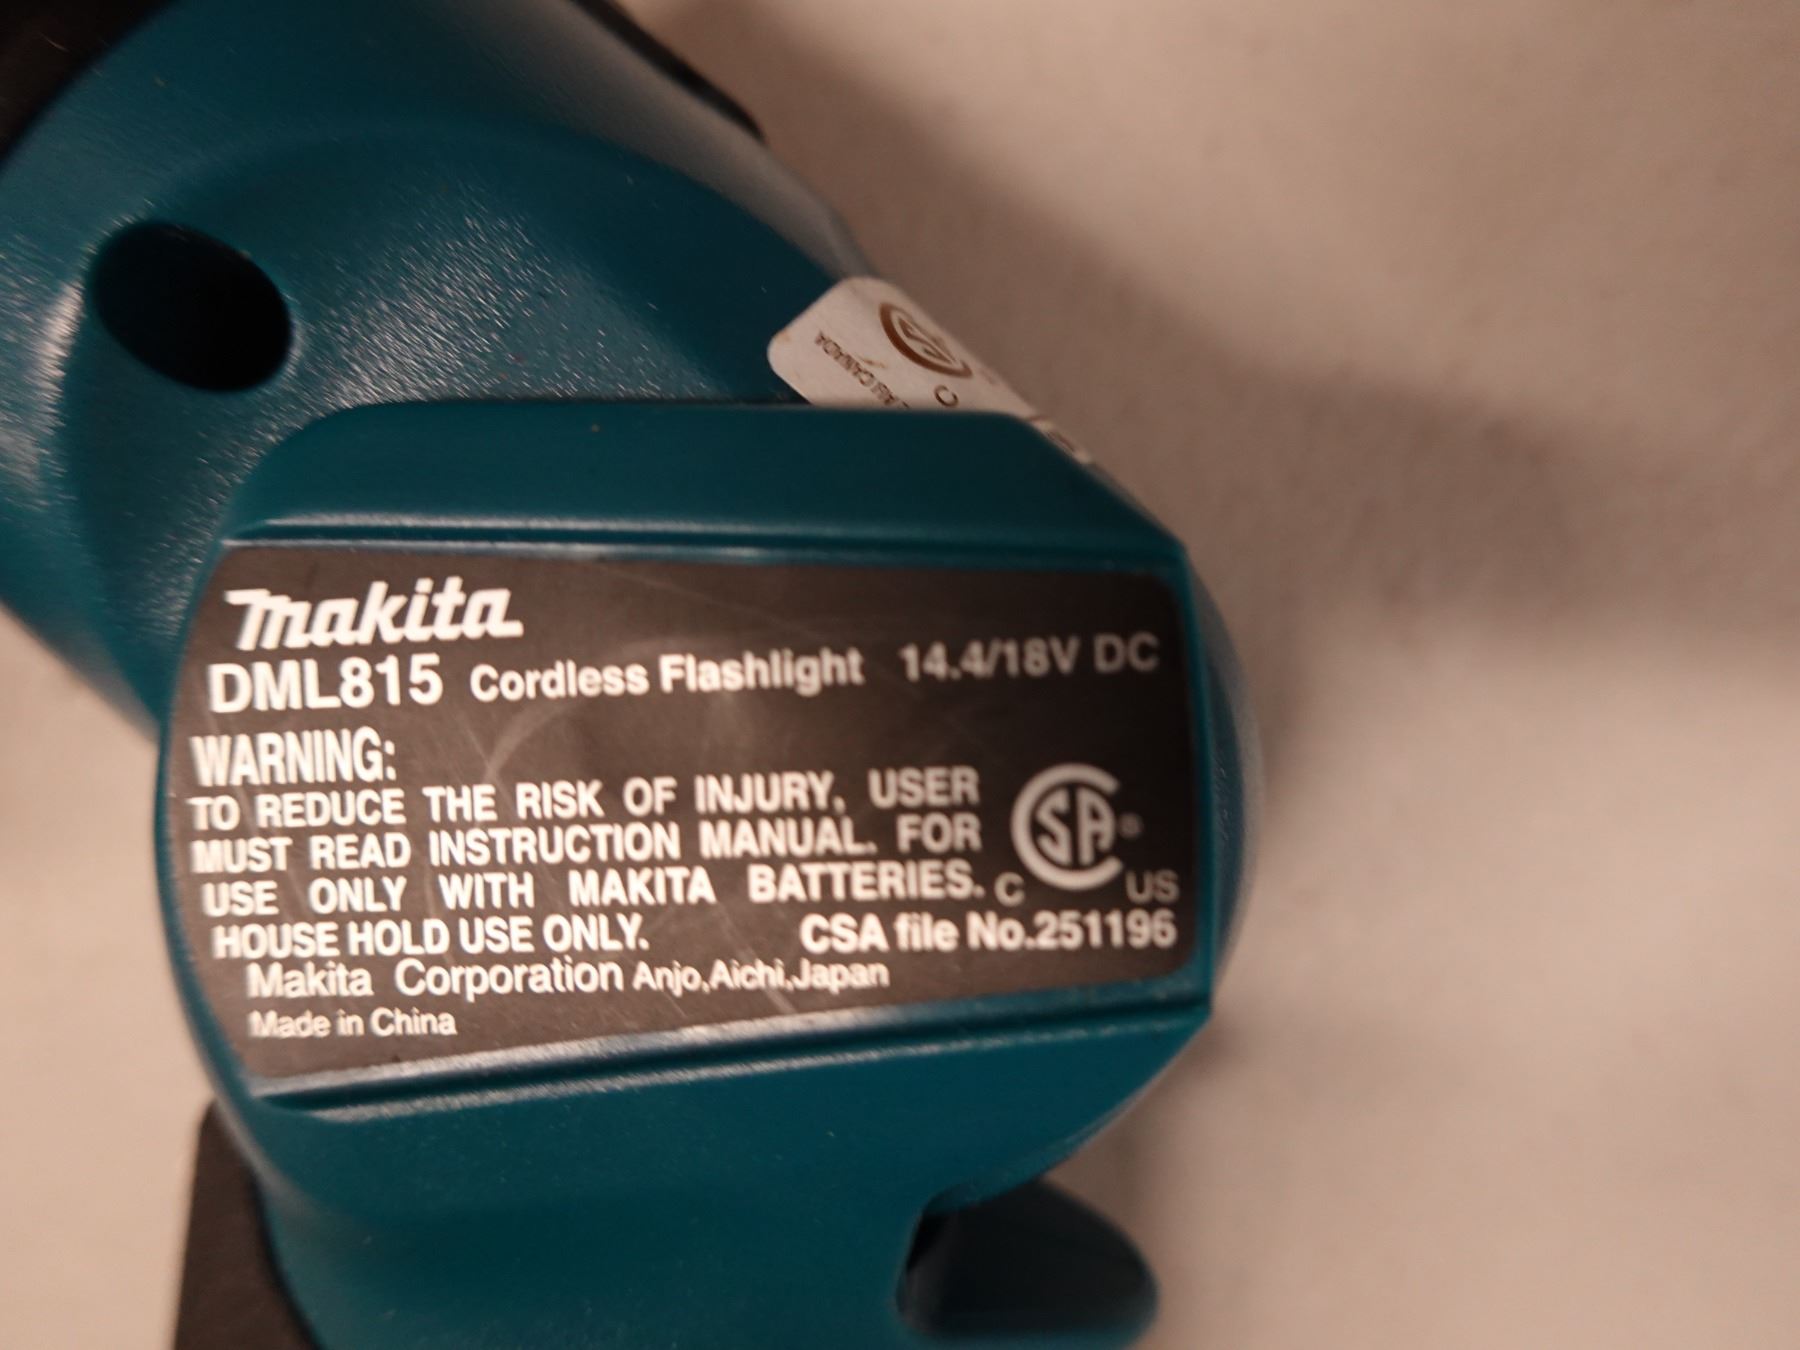 makita
DML815 Cordless Flashlight 14.4/18V DC
WARNING:
TO REDUCE THE RISK OF INJURY, USER
MUST READ INSTRUCTION MANUAL. FOR
USE ONLY WITH MAKITA BATTERIES.
HOUSE HOLD USE ONLY.
CSA®
C US
CSA file No.251196
Makita Corporation Anjo,Aichi,Japan
Made in China
CANADA